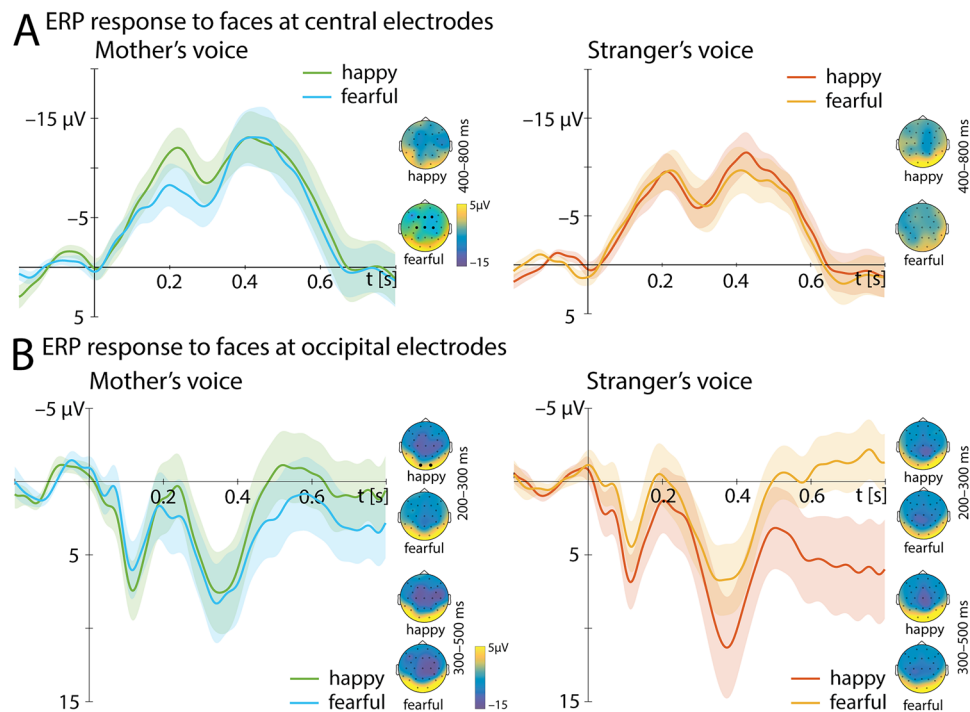 A ERP response to faces at central electrodes
Mother's voice
happy
fearful
−15 µV
−5
5
0.2
0.4
0.6
t [s]
happy
400–800 ms
5µV
−15
fearful
Stranger's voice
happy
fearful
−15 µV
−5
5
0.2
0.4
0.6
t [s]
happy
400–800 ms
fearful
B ERP response to faces at occipital electrodes
Mother's voice
−5 µV
5
15
0.2
0.4
0.6
t [s]
happy
200–300 ms
fearful
happy
300–500 ms
fearful
5µV
−15
happy
fearful
Stranger's voice
−5 µV
5
15
0.2
0.4
0.6
t [s]
happy
200–300 ms
fearful
happy
300–500 ms
fearful
happy
fearful